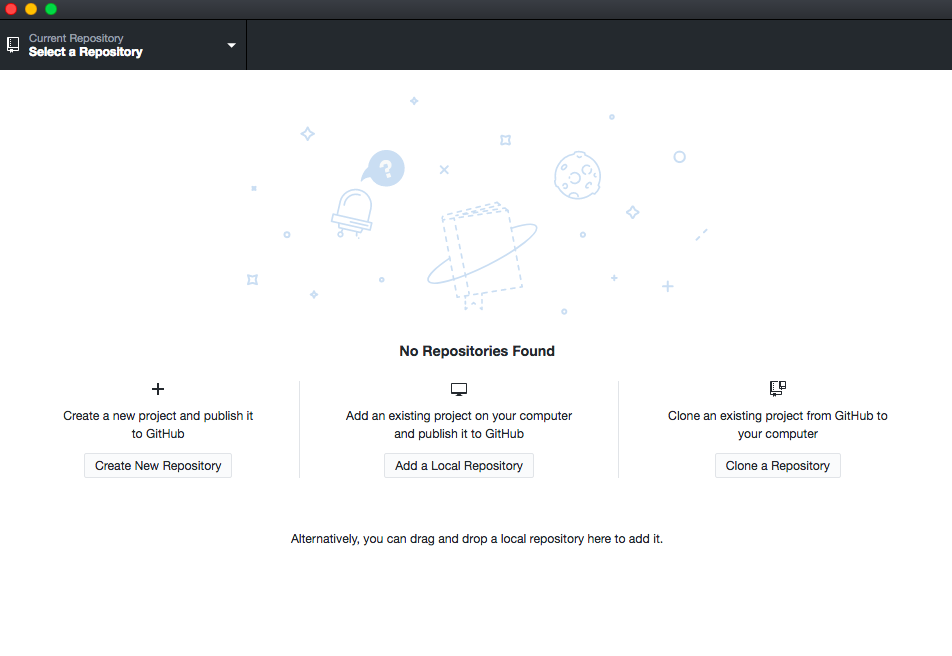 Current Repository
Select a Repository
?
No Repositories Found
Create a new project and publish it
to GitHub
Create New Repository
Add an existing project on your computer
and publish it to GitHub
Add a Local Repository
Clone an existing project from GitHub to
your computer
Clone a Repository
Alternatively, you can drag and drop a local repository here to add it.